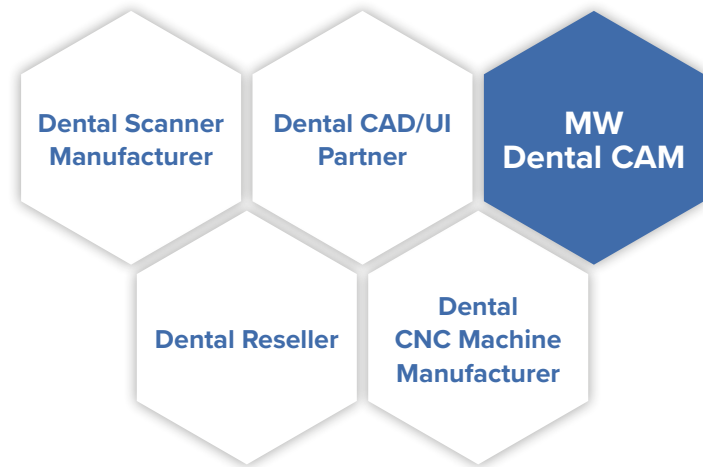 Dental Scanner
Manufacturer
Dental CAD/UI
Partner
MW
Dental CAM
Dental Reseller
Dental
CNC Machine
Manufacturer